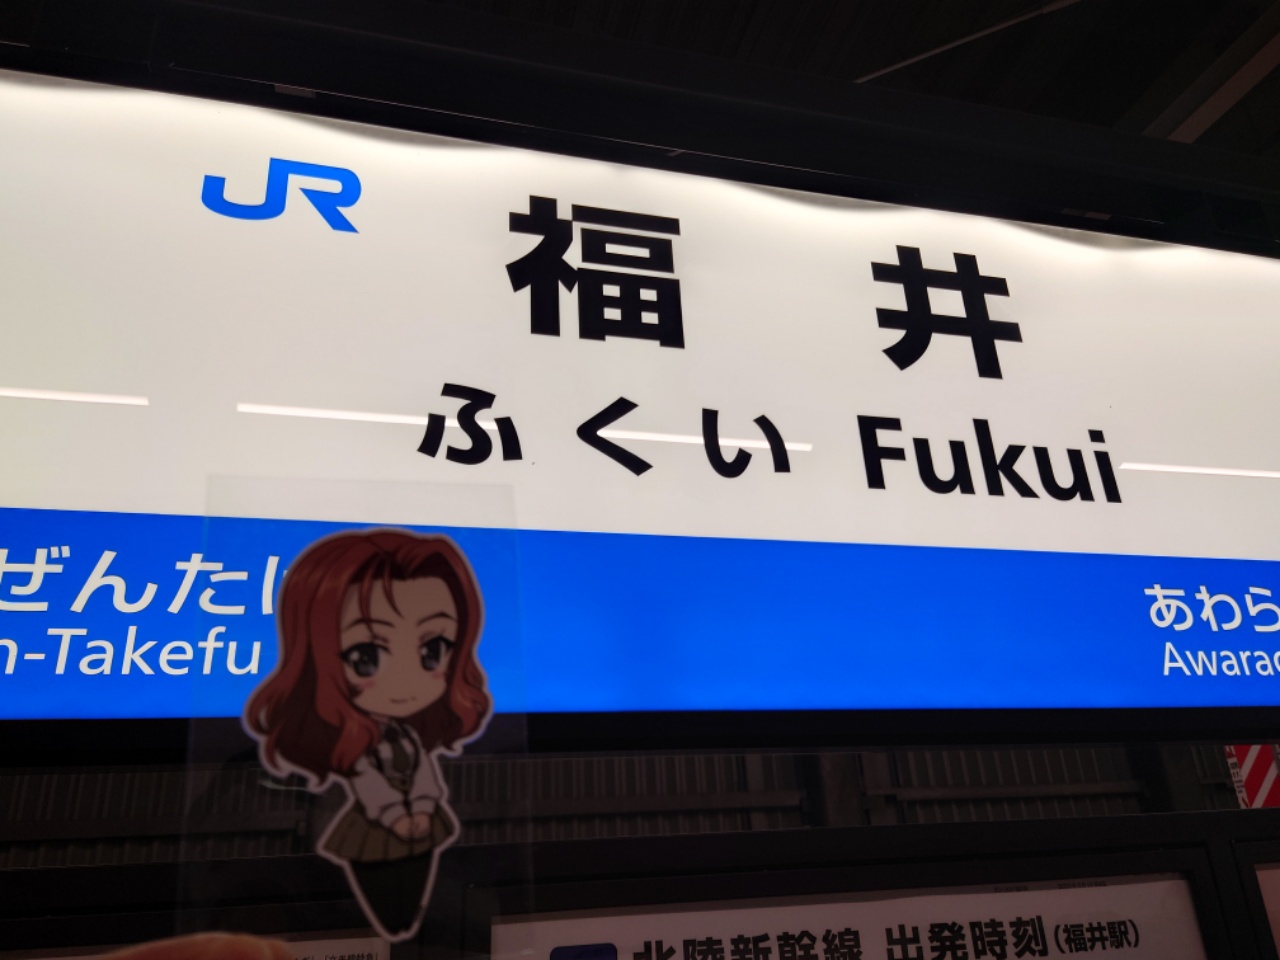 JR
福井
ふくい Fukui
ぜんたけ
n-Takefu
あわら
Awara
北陸新幹線 出発時刻(福井駅)